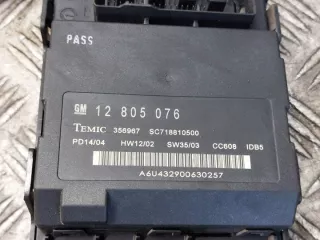 PASS
GM 12 805 076
TEMIC 356967 SC718810500
PD14/04 HW12/02 SW35/03 CC608 IDB5
A6U432900630257